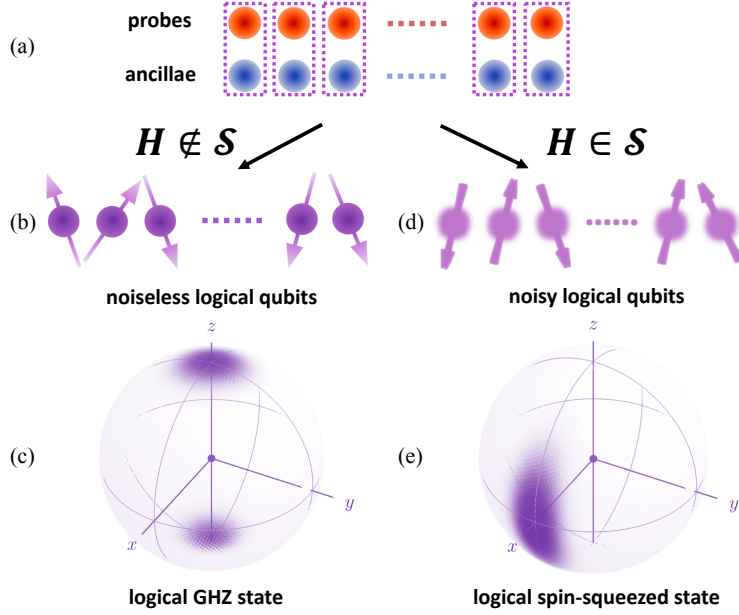 (a)
probes
ancillae
H ∉ S
H ∈ S
(b)
(d)
noiseless logical qubits
noisy logical qubits
(c)
z
y
x
(e)
z
y
x
logical GHZ state
logical spin-squeezed state